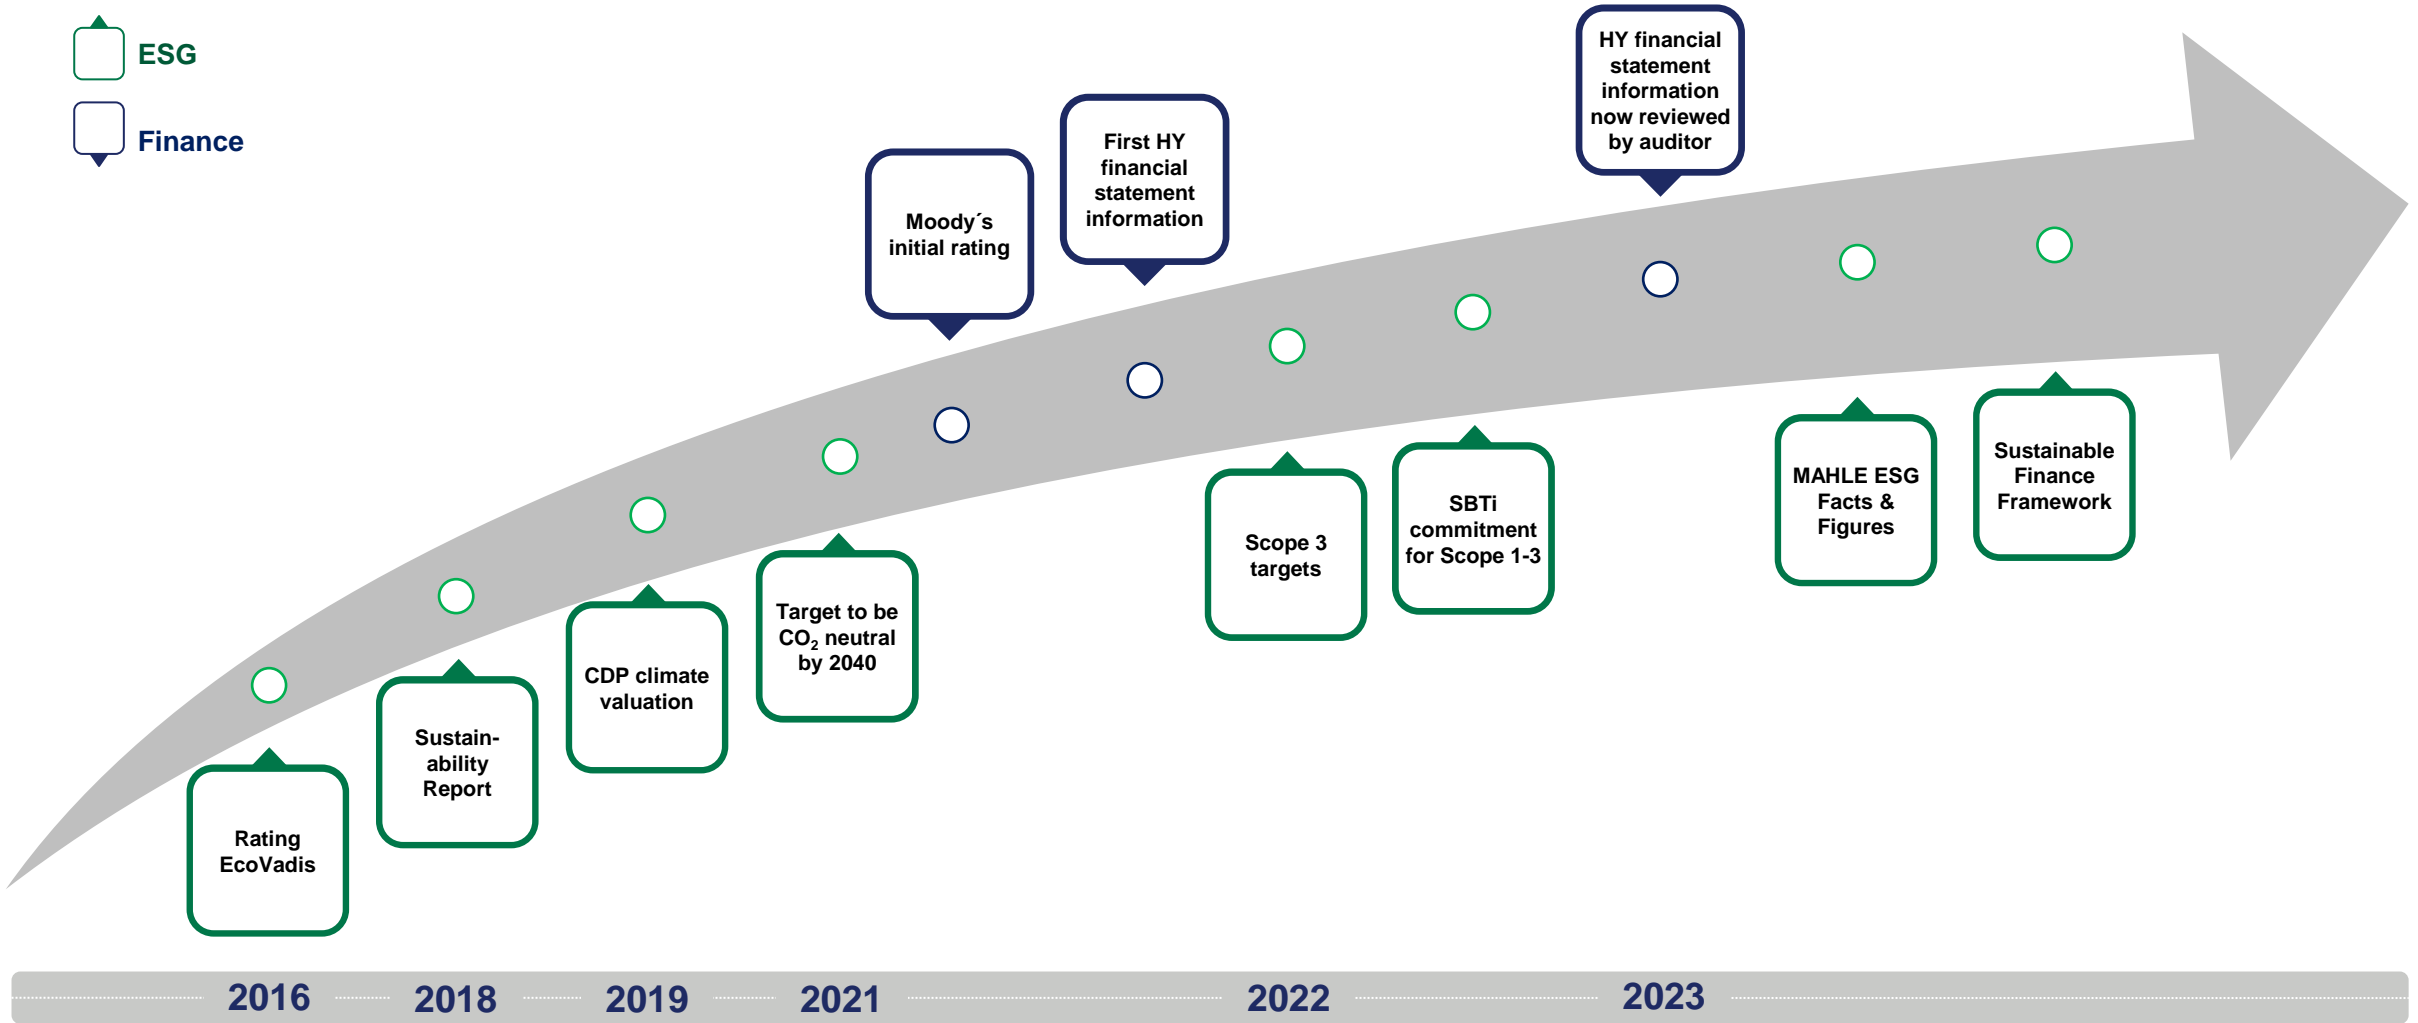 ESG
Finance
HY financial
statement
information
now reviewed
by auditor
First HY
financial
statement
information
Moody´s
initial rating
Rating
EcoVadis
Sustain-
ability
Report
CDP climate
valuation
Target to be
CO₂ neutral
by 2040
Scope 3
targets
SBTi
commitment
for Scope 1-3
MAHLE ESG
Facts &
Figures
Sustainable
Finance
Framework
2016 2018 2019 2021 2022 2023